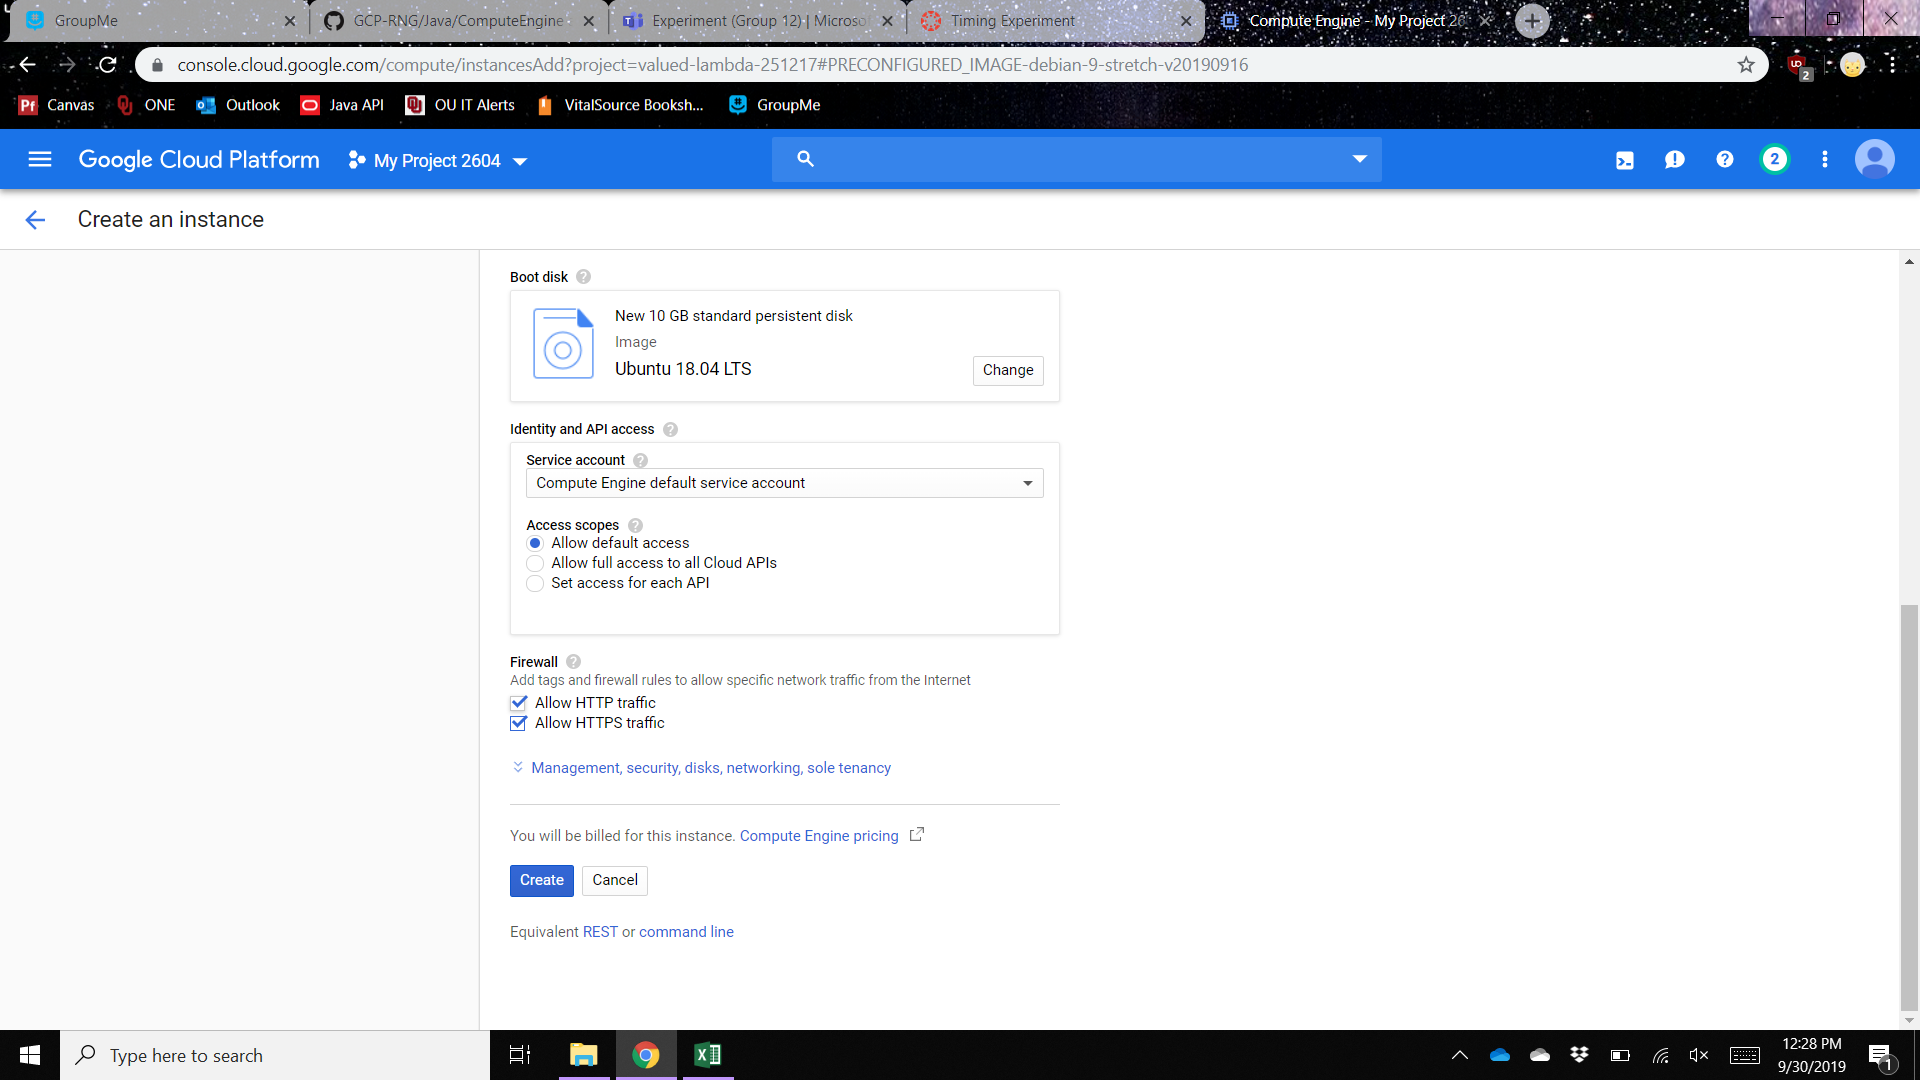 GroupMe
GCP-RNG/Java/ComputeEngine
Experiment (Group 12) | Microso
Timing Experiment
Compute Engine - My Project 26
console.cloud.google.com/compute/instancesAdd?project=valued-lambda-251217#PRECONFIGURED_IMAGE-debian-9-stretch-v20190916
2
Canvas
ONE
Outlook
Java API
OU IT Alerts
VitalSource Booksh...
GroupMe
Google Cloud Platform
My Project 2604
2
Create an instance
Boot disk
New 10 GB standard persistent disk
Image
Ubuntu 18.04 LTS
Change
Identity and API access
Service account
Compute Engine default service account
Access scopes
Allow default access
Allow full access to all Cloud APIs
Set access for each API
Firewall
Add tags and firewall rules to allow specific network traffic from the Internet
Allow HTTP traffic
Allow HTTPS traffic
Management, security, disks, networking, sole tenancy
You will be billed for this instance. Compute Engine pricing
Create
Cancel
Equivalent REST or command line
Type here to search
12:28 PM
9/30/2019
1